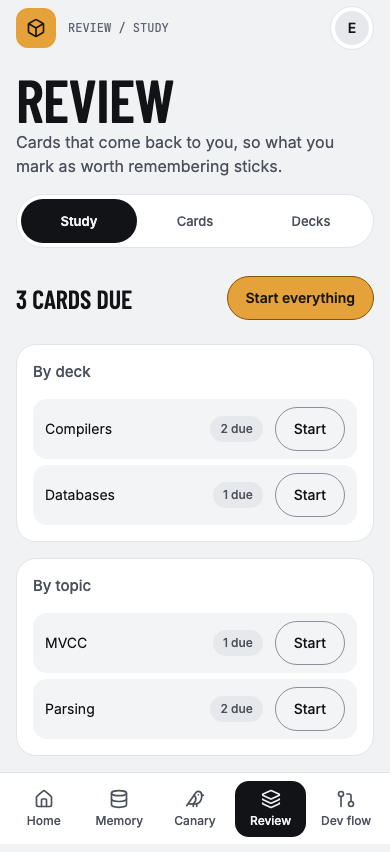 REVIEW / STUDY
E
REVIEW
Cards that come back to you, so what you
mark as worth remembering sticks.
Study
Cards
Decks
3 CARDS DUE
Start everything
By deck
Compilers
2 due
Start
Databases
1 due
Start
By topic
MVCC
1 due
Start
Parsing
2 due
Start
Home
Memory
Canary
Review
Dev flow